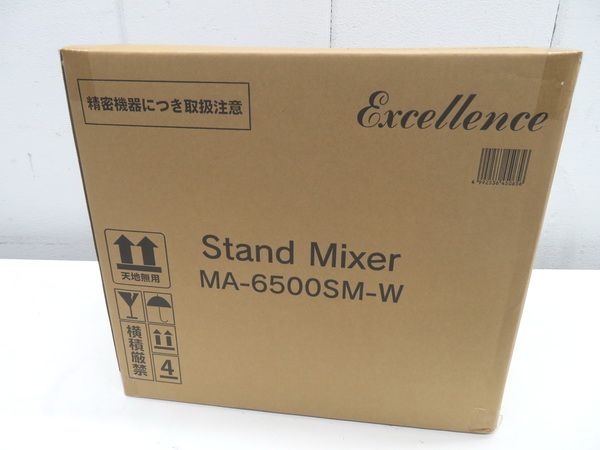 精密機器につき取扱注意
Excellence
Stand Mixer
MA-6500SM-W
天地無用
横積厳禁
4